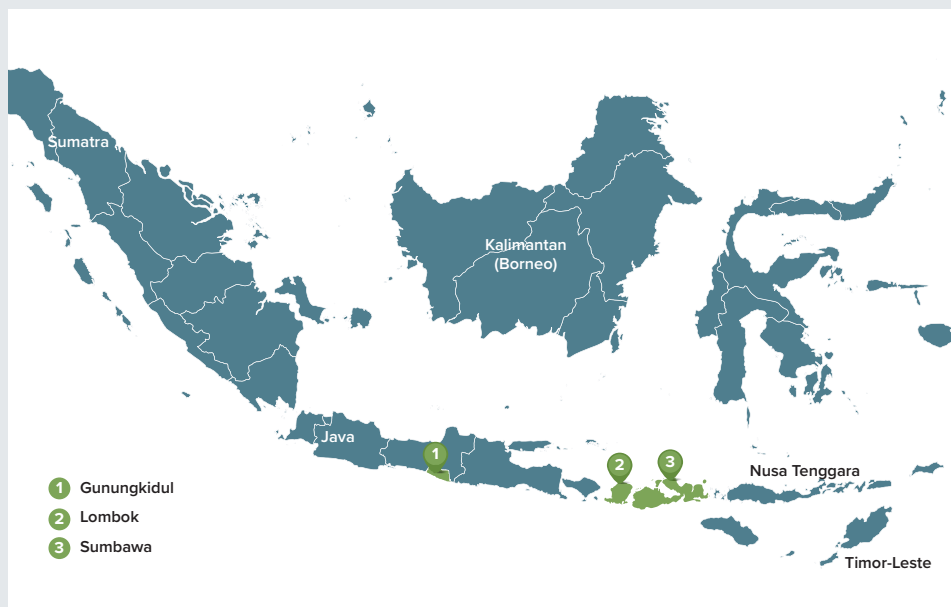 Sumatra
Kalimantan
(Borneo)
Java
1
2
3
Nusa Tenggara
Timor-Leste
1 Gunungkidul
2 Lombok
3 Sumbawa